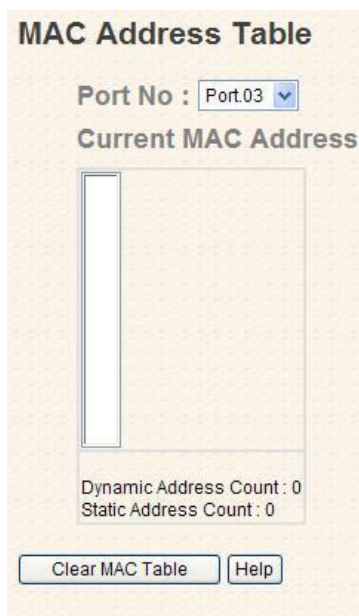 MAC Address Table
Port No : Port.03
Current MAC Address
Dynamic Address Count : 0
Static Address Count : 0
Clear MAC Table Help